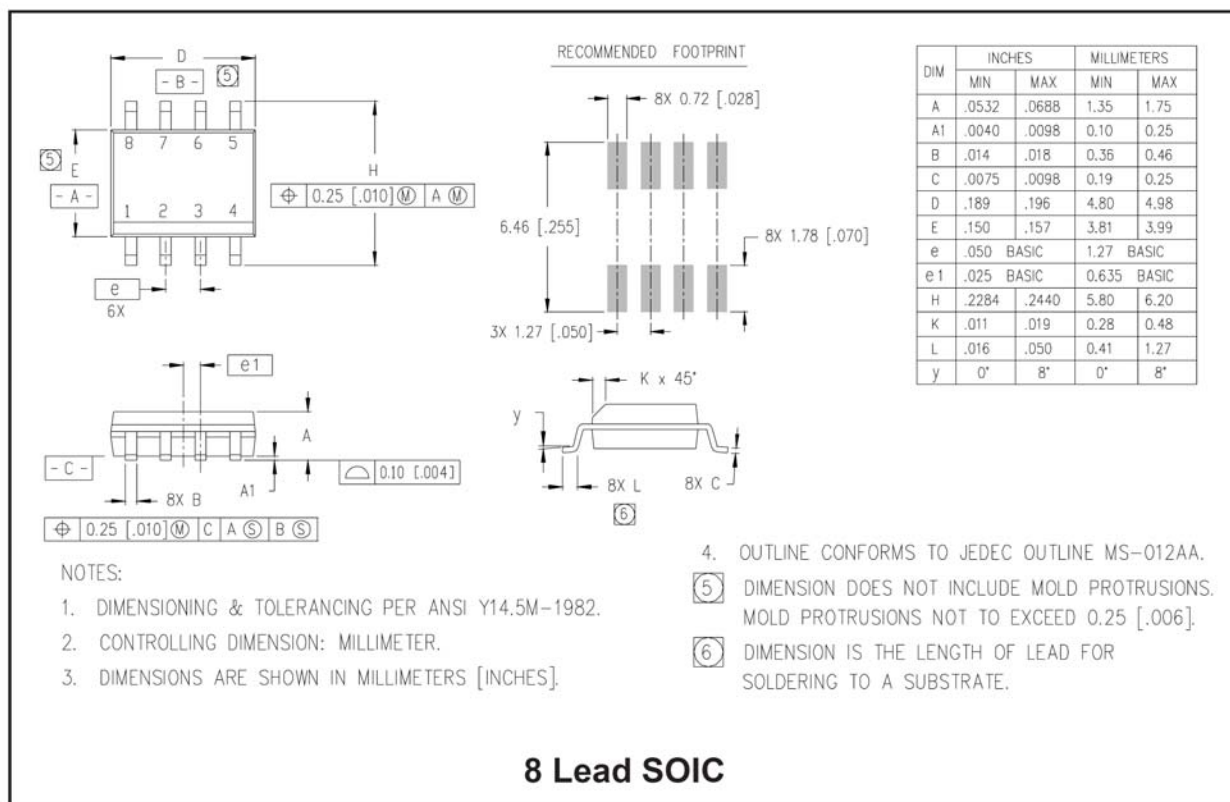 D
- B -
5
8 7 6 5
5
E
- A -
H
⌖ 0.25 [.010] Ⓜ A Ⓜ
1 2 3 4
e
6X
RECOMMENDED FOOTPRINT
8X 0.72 [.028]
6.46 [.255]
8X 1.78 [.070]
3X 1.27 [.050]
DIM INCHES MILLIMETERS
MIN MAX MIN MAX
A .0532 .0688 1.35 1.75
A1 .0040 .0098 0.10 0.25
B .014 .018 0.36 0.46
C .0075 .0098 0.19 0.25
D .189 .196 4.80 4.98
E .150 .157 3.81 3.99
e .050 BASIC 1.27 BASIC
e1 .025 BASIC 0.635 BASIC
H .2284 .2440 5.80 6.20
K .011 .019 0.28 0.48
L .016 .050 0.41 1.27
y 0° 8° 0° 8°
e1
A
- C -
A1
⌓ 0.10 [.004]
8X B
⌖ 0.25 [.010] Ⓜ C A Ⓢ B Ⓢ
K x 45°
y
8X L
8X C
6
NOTES:
1. DIMENSIONING & TOLERANCING PER ANSI Y14.5M-1982.
2. CONTROLLING DIMENSION: MILLIMETER.
3. DIMENSIONS ARE SHOWN IN MILLIMETERS [INCHES].
4. OUTLINE CONFORMS TO JEDEC OUTLINE MS-012AA.
5 DIMENSION DOES NOT INCLUDE MOLD PROTRUSIONS.
MOLD PROTRUSIONS NOT TO EXCEED 0.25 [.006].
6 DIMENSION IS THE LENGTH OF LEAD FOR
SOLDERING TO A SUBSTRATE.
8 Lead SOIC